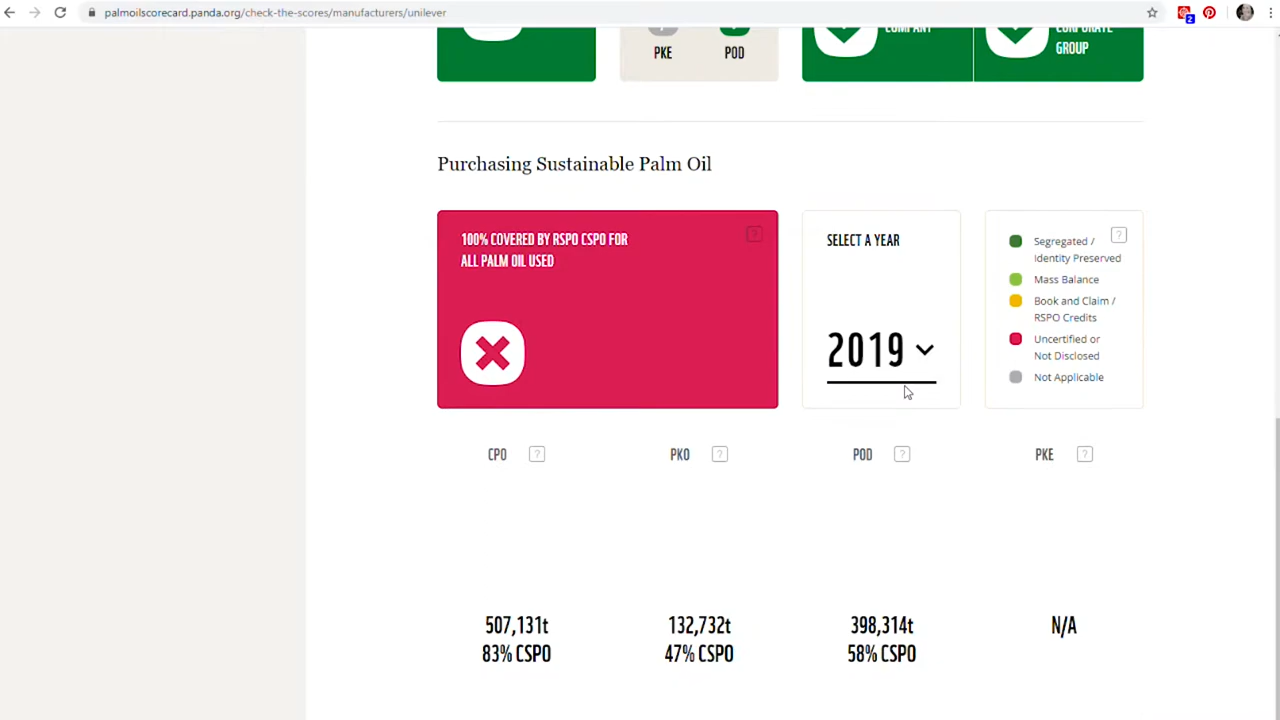 palmoilscorecard.panda.org/check-the-scores/manufacturers/unilever
2
PKE
POD
COMPANY
CORPORATE
GROUP
Purchasing Sustainable Palm Oil
100% COVERED BY RSPO CSPO FOR
ALL PALM OIL USED
?
SELECT A YEAR
2019
?
Segregated /
Identity Preserved
Mass Balance
Book and Claim /
RSPO Credits
Uncertified or
Not Disclosed
Not Applicable
CPO ?
PKO ?
POD ?
PKE ?
507,131t
83% CSPO
132,732t
47% CSPO
398,314t
58% CSPO
N/A